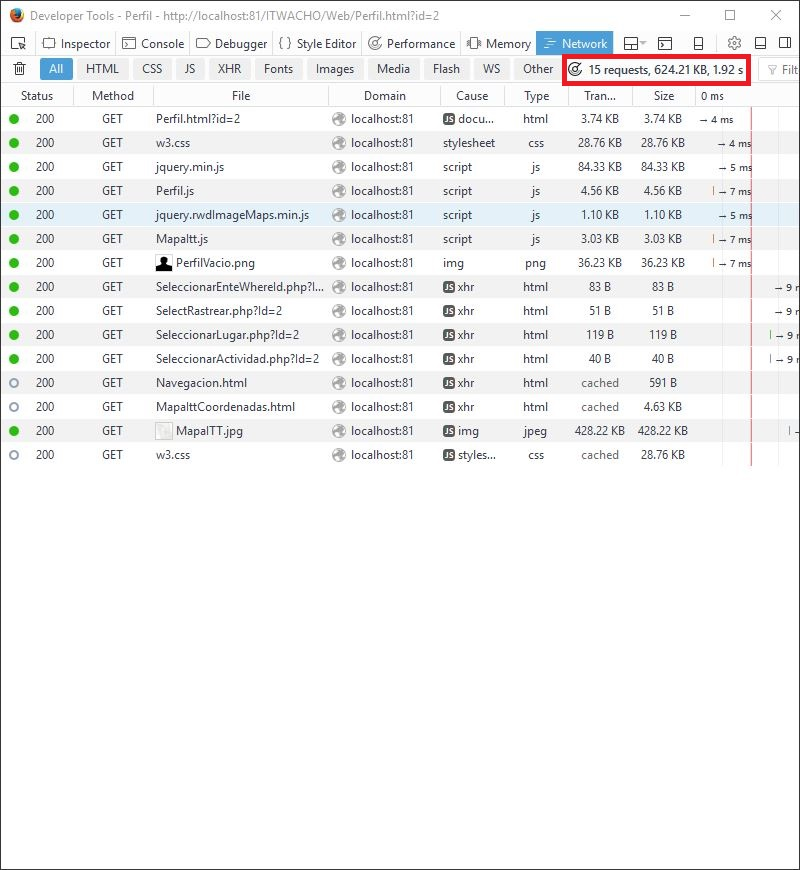 Developer Tools - Perfil - http://localhost:81/ITWACHO/Web/Perfil.html?id=2
Inspector Console Debugger Style Editor Performance Memory Network
All HTML CSS JS XHR Fonts Images Media Flash WS Other 15 requests, 624.21 KB, 1.92 s Filt
Status Method File Domain Cause Type Tran... Size 0 ms
200 GET Perfil.html?id=2 localhost:81 JS docu... html 3.74 KB 3.74 KB → 4 ms
200 GET w3.css localhost:81 stylesheet css 28.76 KB 28.76 KB → 4 ms
200 GET jquery.min.js localhost:81 script js 84.33 KB 84.33 KB → 5 ms
200 GET Perfil.js localhost:81 script js 4.56 KB 4.56 KB → 7 ms
200 GET jquery.rwdImageMaps.min.js localhost:81 script js 1.10 KB 1.10 KB → 5 ms
200 GET MapaItt.js localhost:81 script js 3.03 KB 3.03 KB → 7 ms
200 GET PerfilVacio.png localhost:81 img png 36.23 KB 36.23 KB → 7 ms
200 GET SeleccionarEnteWhereId.php?I... localhost:81 JS xhr html 83 B 83 B → 9 m
200 GET SelectRastrear.php?Id=2 localhost:81 JS xhr html 51 B 51 B → 9 m
200 GET SeleccionarLugar.php?Id=2 localhost:81 JS xhr html 119 B 119 B → 9 m
200 GET SeleccionarActividad.php?Id=2 localhost:81 JS xhr html 40 B 40 B → 9 m
200 GET Navegacion.html localhost:81 JS xhr html cached 591 B
200 GET MapaIttCoordenadas.html localhost:81 JS xhr html cached 4.63 KB
200 GET MapaITT.jpg localhost:81 JS img jpeg 428.22 KB 428.22 KB →
200 GET w3.css localhost:81 JS styles... css cached 28.76 KB